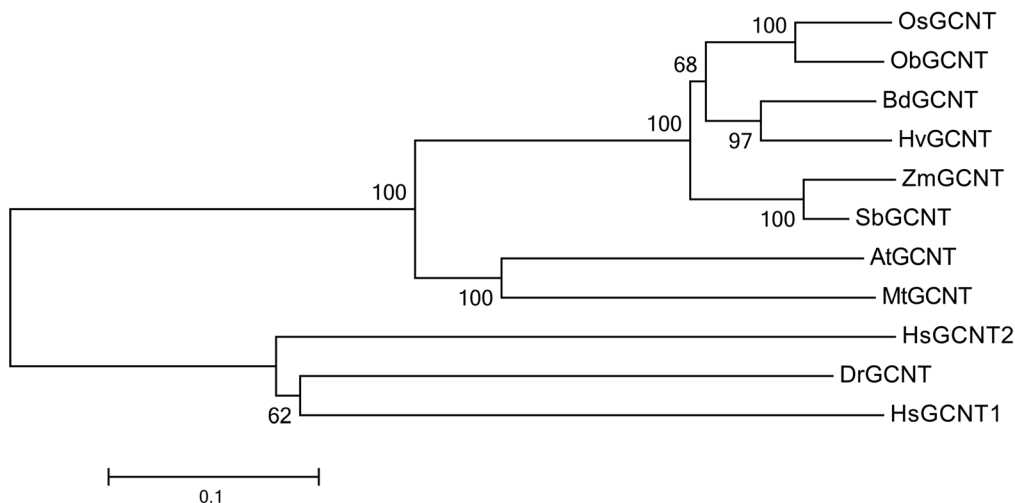 OsGCNT
100
ObGCNT
68
BdGCNT
100
HvGCNT
97
ZmGCNT
100
SbGCNT
100
AtGCNT
MtGCNT
100
HsGCNT2
DrGCNT
62
HsGCNT1
0.1